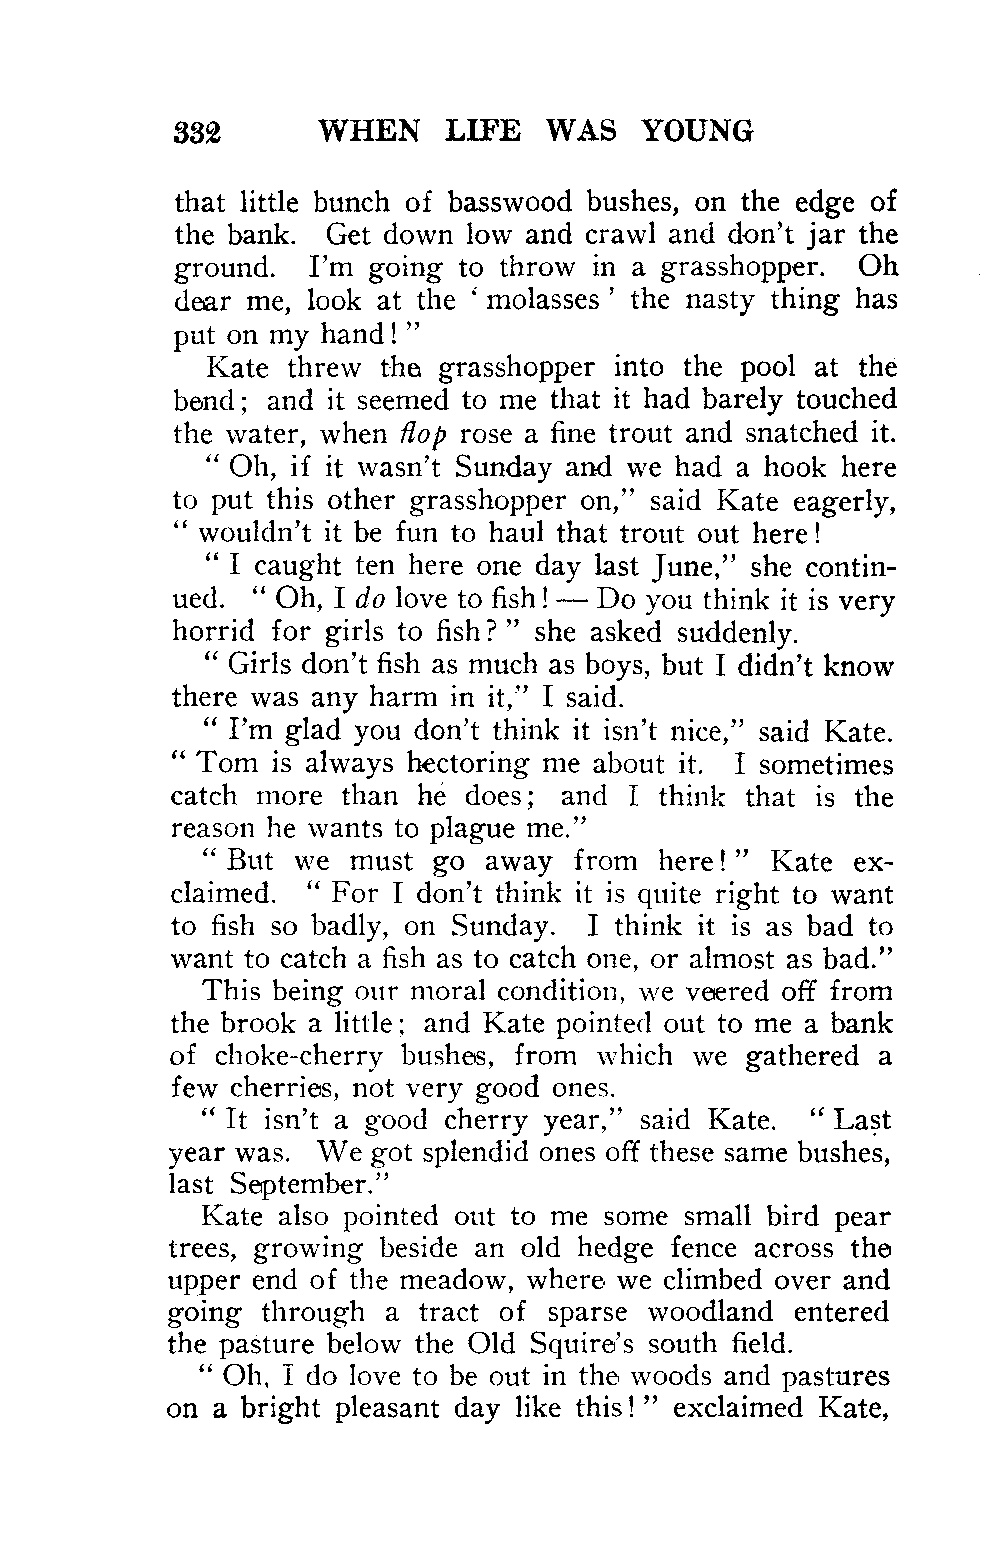 332 WHEN LIFE WAS YOUNG
that little bunch of basswood bushes, on the edge of
the bank. Get down low and crawl and don't jar the
ground. I'm going to throw in a grasshopper. Oh
dear me, look at the ‘ molasses ’ the nasty thing has
put on my hand! ”
Kate threw the grasshopper into the pool at the
bend; and it seemed to me that it had barely touched
the water, when flop rose a fine trout and snatched it.
“ Oh, if it wasn't Sunday and we had a hook here
to put this other grasshopper on,” said Kate eagerly,
“ wouldn't it be fun to haul that trout out here!
“ I caught ten here one day last June,” she contin-
ued. “ Oh, I do love to fish! — Do you think it is very
horrid for girls to fish? ” she asked suddenly.
“ Girls don't fish as much as boys, but I didn't know
there was any harm in it,” I said.
“ I'm glad you don't think it isn't nice,” said Kate.
“ Tom is always hectoring me about it. I sometimes
catch more than he does; and I think that is the
reason he wants to plague me.”
“ But we must go away from here! ” Kate ex-
claimed. “ For I don't think it is quite right to want
to fish so badly, on Sunday. I think it is as bad to
want to catch a fish as to catch one, or almost as bad.”
This being our moral condition, we veered off from
the brook a little; and Kate pointed out to me a bank
of choke-cherry bushes, from which we gathered a
few cherries, not very good ones.
“ It isn't a good cherry year,” said Kate. “ Last
year was. We got splendid ones off these same bushes,
last September.”
Kate also pointed out to me some small bird pear
trees, growing beside an old hedge fence across the
upper end of the meadow, where we climbed over and
going through a tract of sparse woodland entered
the pasture below the Old Squire's south field.
“ Oh, I do love to be out in the woods and pastures
on a bright pleasant day like this! ” exclaimed Kate,